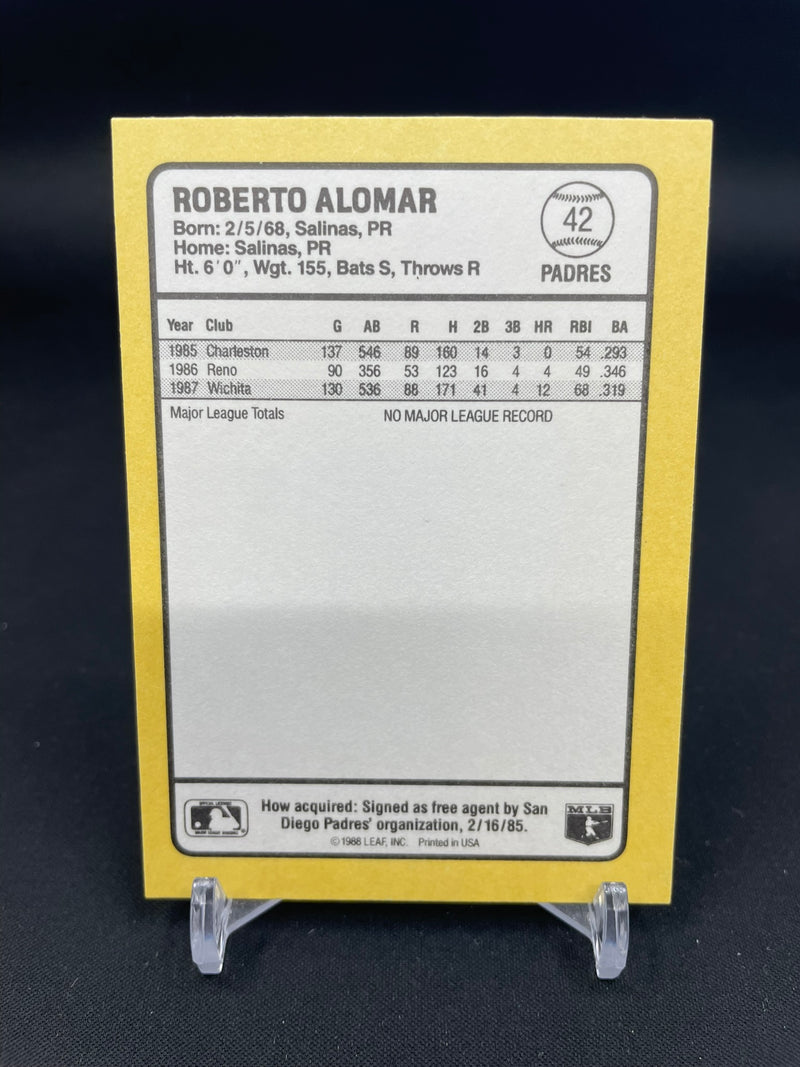 ROBERTO ALOMAR
Born: 2/5/68, Salinas, PR
Home: Salinas, PR
Ht. 6'0", Wgt. 155, Bats S, Throws R
42
PADRES
Year Club G AB R H 2B 3B HR RBI BA
1985 Charleston 137 546 89 160 14 3 0 54 .293
1986 Reno 90 356 53 123 16 4 4 49 .346
1987 Wichita 130 536 88 171 41 4 12 68 .319
Major League Totals NO MAJOR LEAGUE RECORD
How acquired: Signed as free agent by San
Diego Padres' organization, 2/16/85.
© 1988 LEAF, INC. Printed in USA
MLB